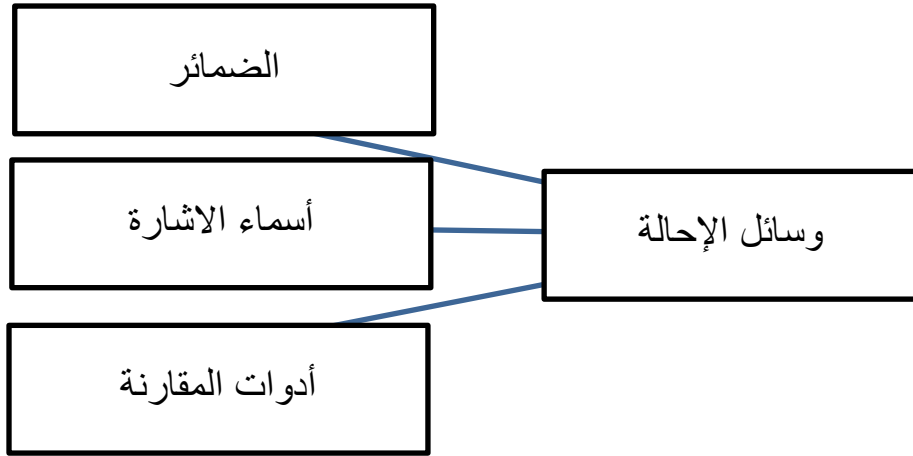 وسائل الإحالة
الضمائر
أسماء الاشارة
أدوات المقارنة